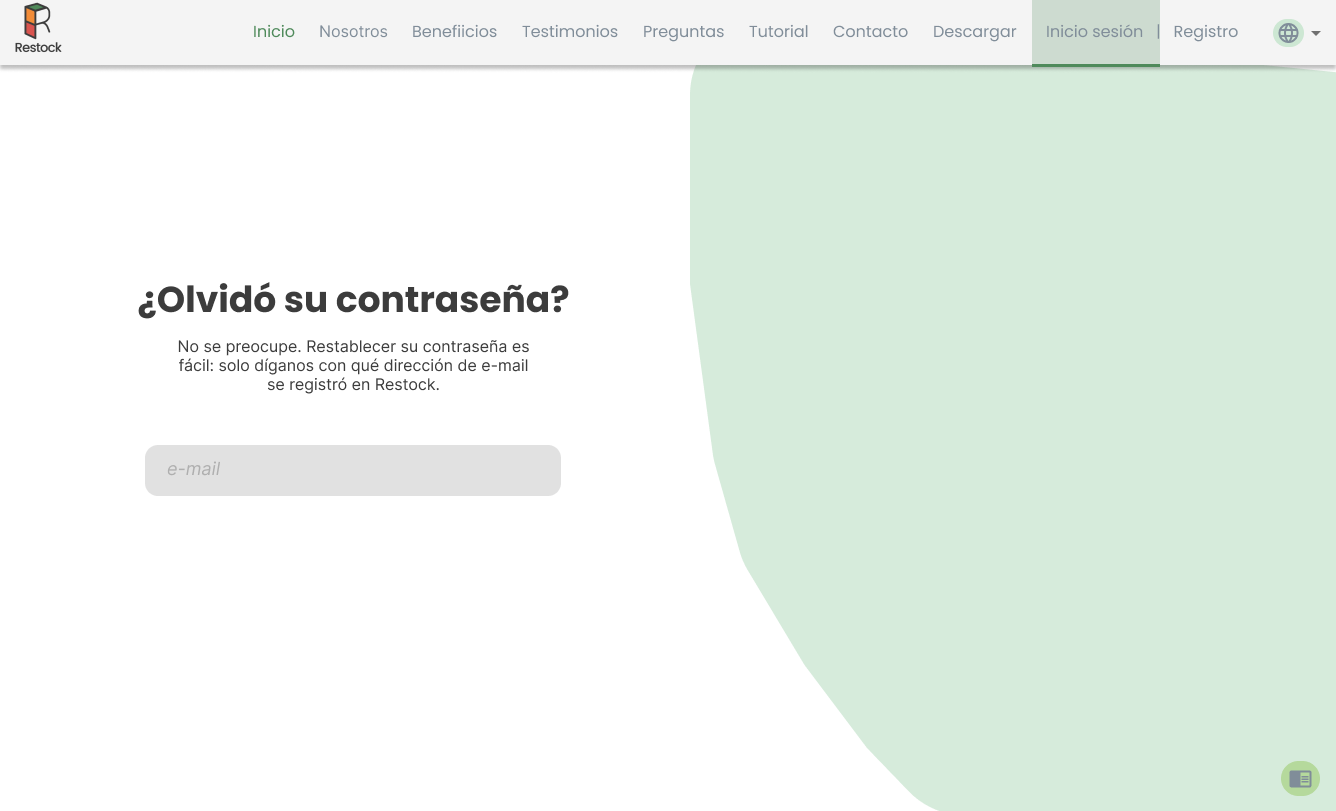 Restock
Inicio Nosotros Benefiicios Testimonios Preguntas Tutorial Contacto Descargar Inicio sesión | Registro
¿Olvidó su contraseña?
No se preocupe. Restablecer su contraseña es
fácil: solo díganos con qué dirección de e-mail
se registró en Restock.
e-mail